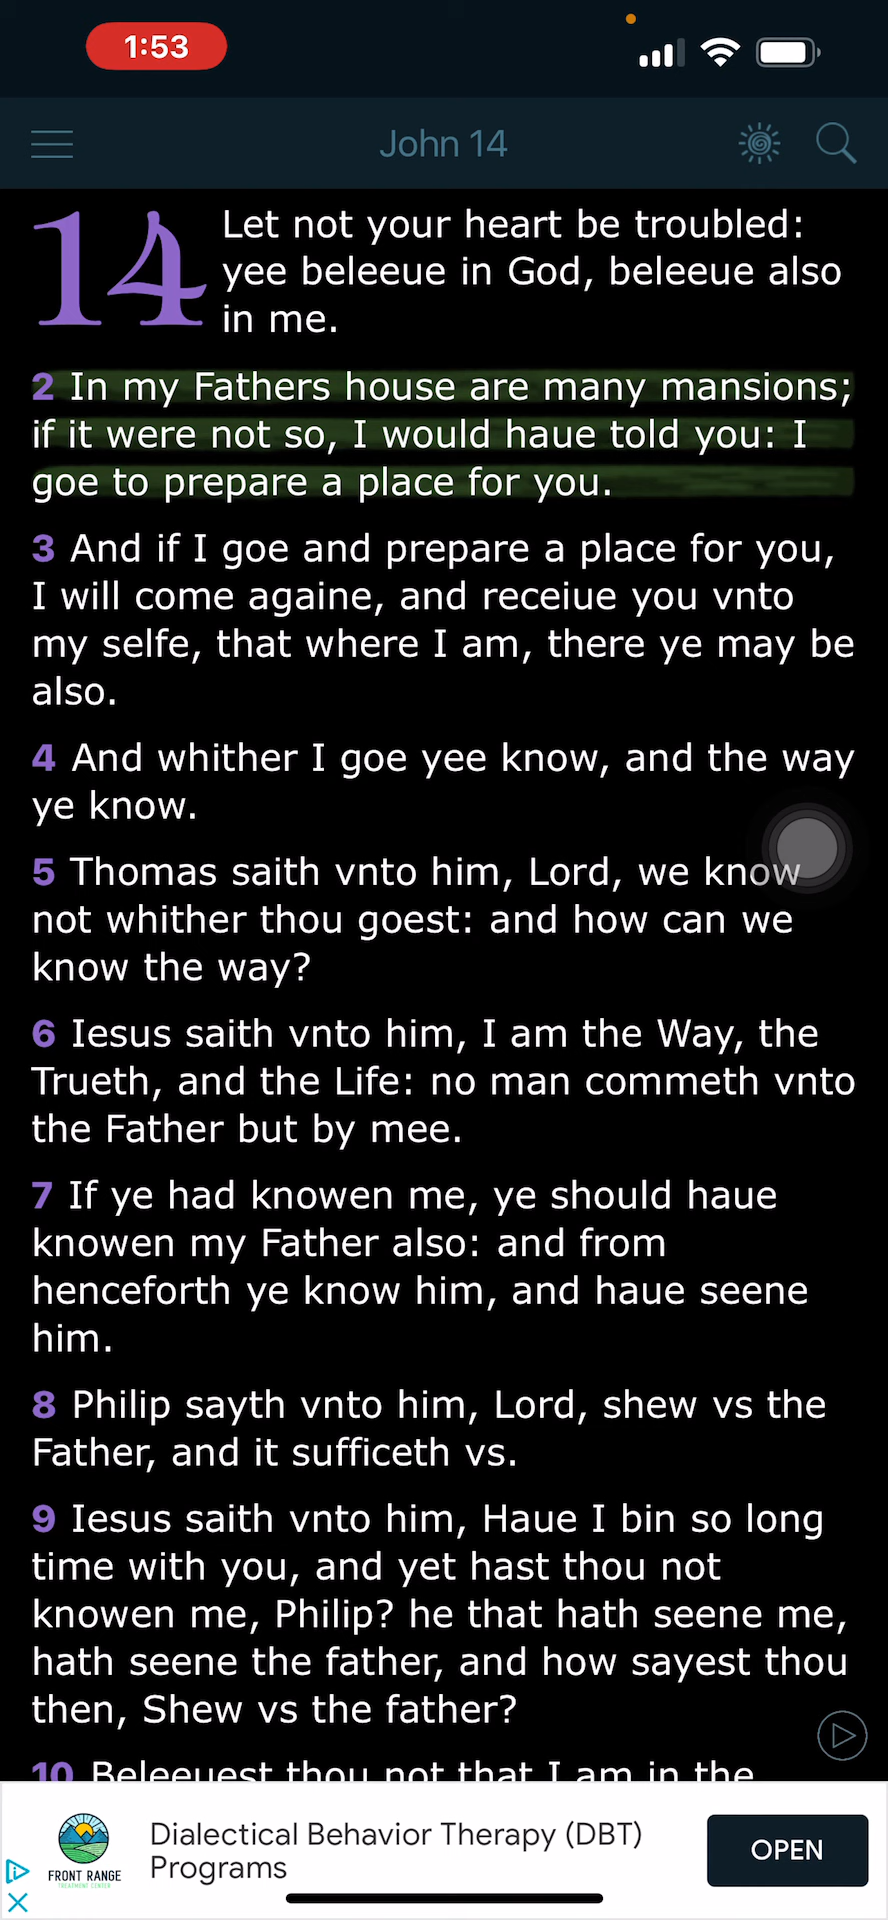 1:53
John 14
14 Let not your heart be troubled:
yee beleeue in God, beleeue also
in me.
2 In my Fathers house are many mansions;
if it were not so, I would haue told you: I
goe to prepare a place for you.
3 And if I goe and prepare a place for you,
I will come againe, and receiue you vnto
my selfe, that where I am, there ye may be
also.
4 And whither I goe yee know, and the way
ye know.
5 Thomas saith vnto him, Lord, we know
not whither thou goest: and how can we
know the way?
6 Iesus saith vnto him, I am the Way, the
Trueth, and the Life: no man commeth vnto
the Father but by mee.
7 If ye had knowen me, ye should haue
knowen my Father also: and from
henceforth ye know him, and haue seene
him.
8 Philip sayth vnto him, Lord, shew vs the
Father, and it sufficeth vs.
9 Iesus saith vnto him, Haue I bin so long
time with you, and yet hast thou not
knowen me, Philip? he that hath seene me,
hath seene the father, and how sayest thou
then, Shew vs the father?
10 Beleeuest thou not that I am in the
Dialectical Behavior Therapy (DBT)
Programs
OPEN
FRONT RANGE
TREATMENT CENTER